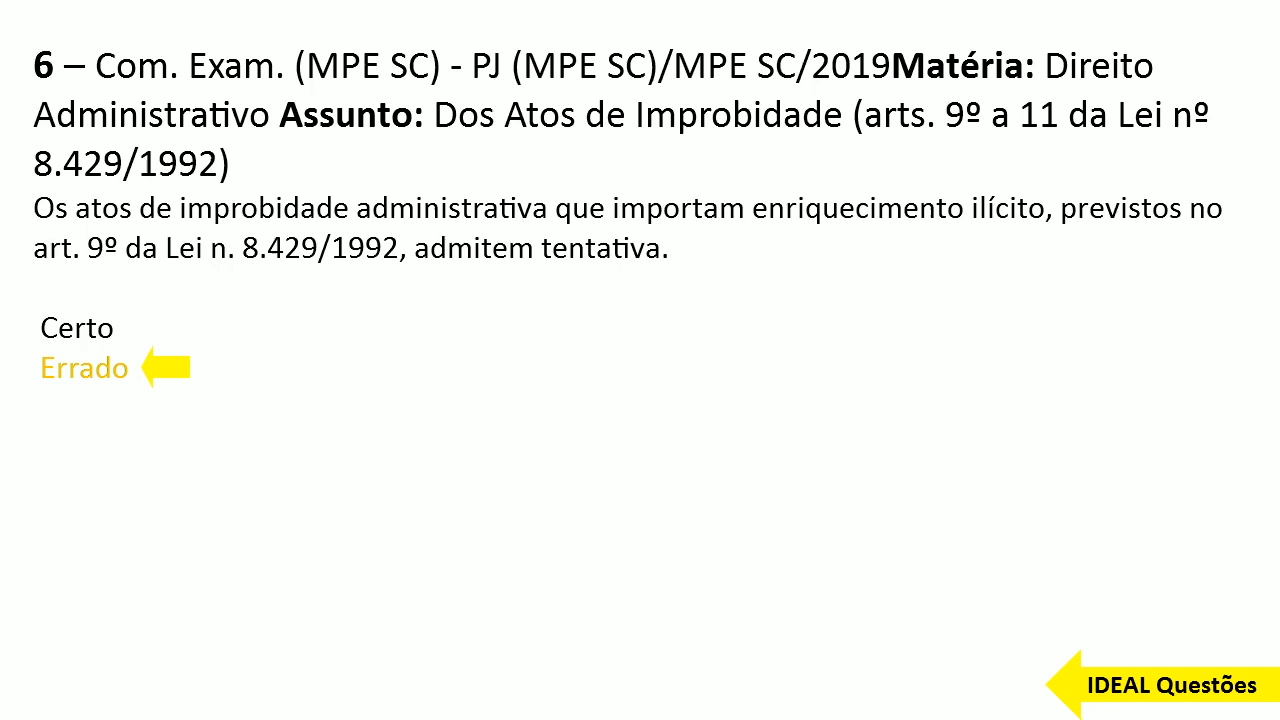 6 – Com. Exam. (MPE SC) - PJ (MPE SC)/MPE SC/2019Matéria: Direito
Administrativo Assunto: Dos Atos de Improbidade (arts. 9º a 11 da Lei nº
8.429/1992)
Os atos de improbidade administrativa que importam enriquecimento ilícito, previstos no
art. 9º da Lei n. 8.429/1992, admitem tentativa.
Certo
Errado
IDEAL Questões